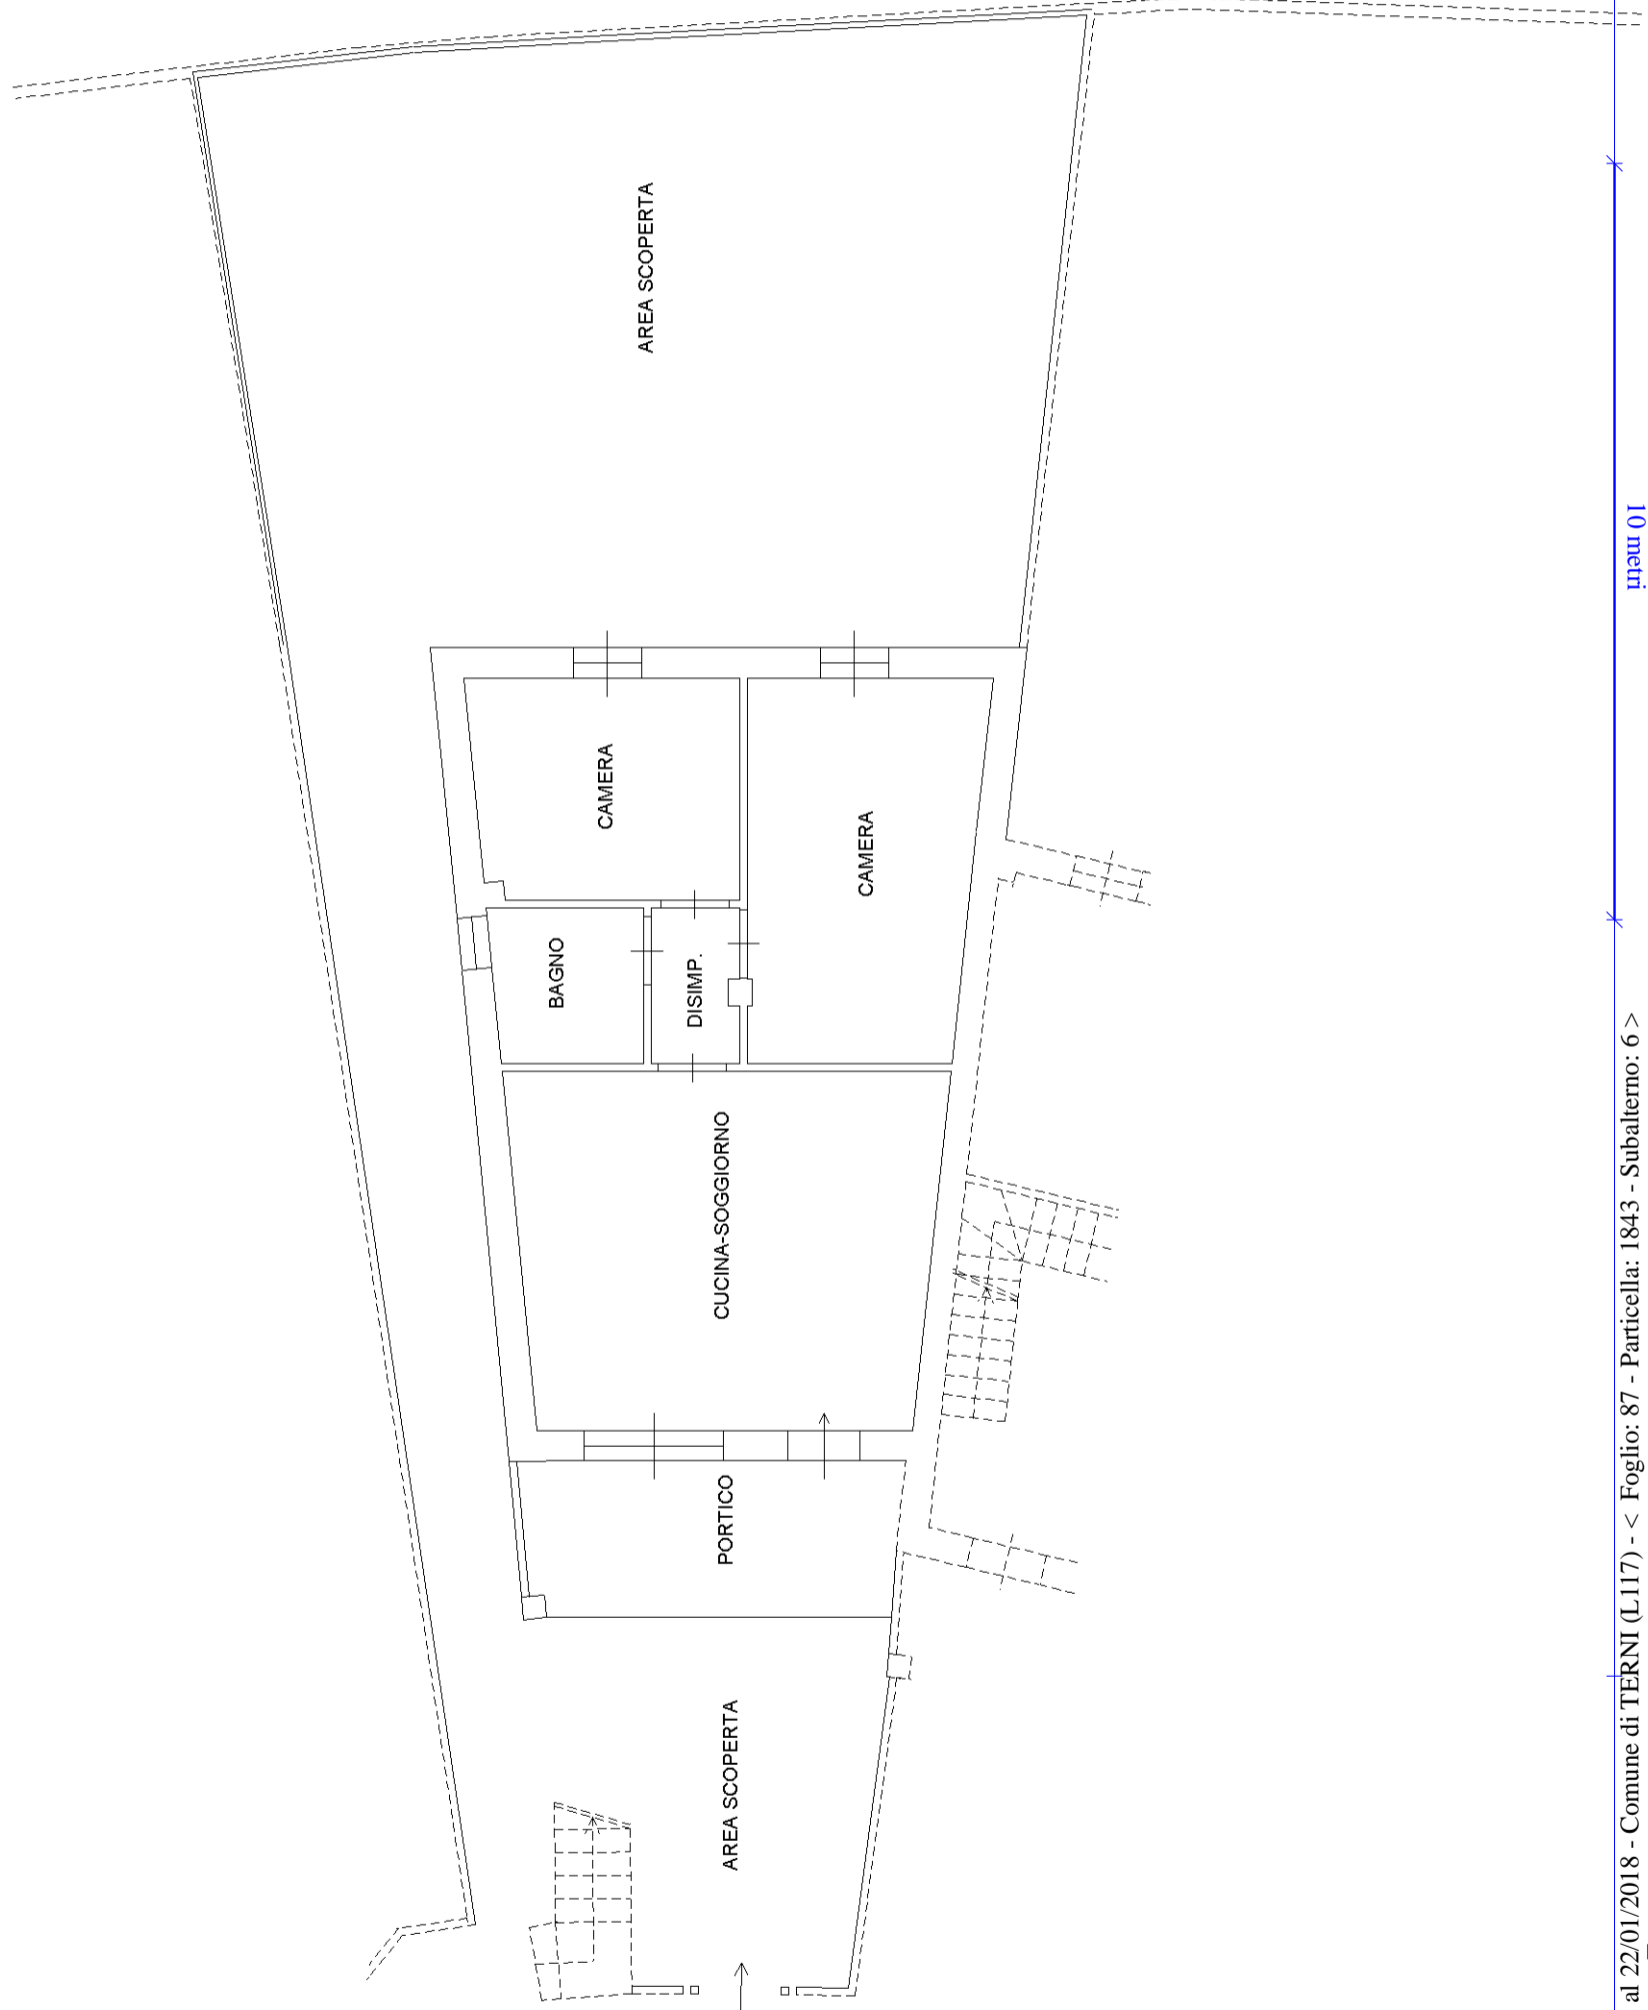 AREA SCOPERTA
CAMERA
CAMERA
BAGNO
DISIMP.
CUCINA-SOGGIORNO
PORTICO
AREA SCOPERTA
10 metri
al 22/01/2018 - Comune di TERNI (L117) - < Foglio: 87 - Particella: 1843 - Subalterno: 6 >